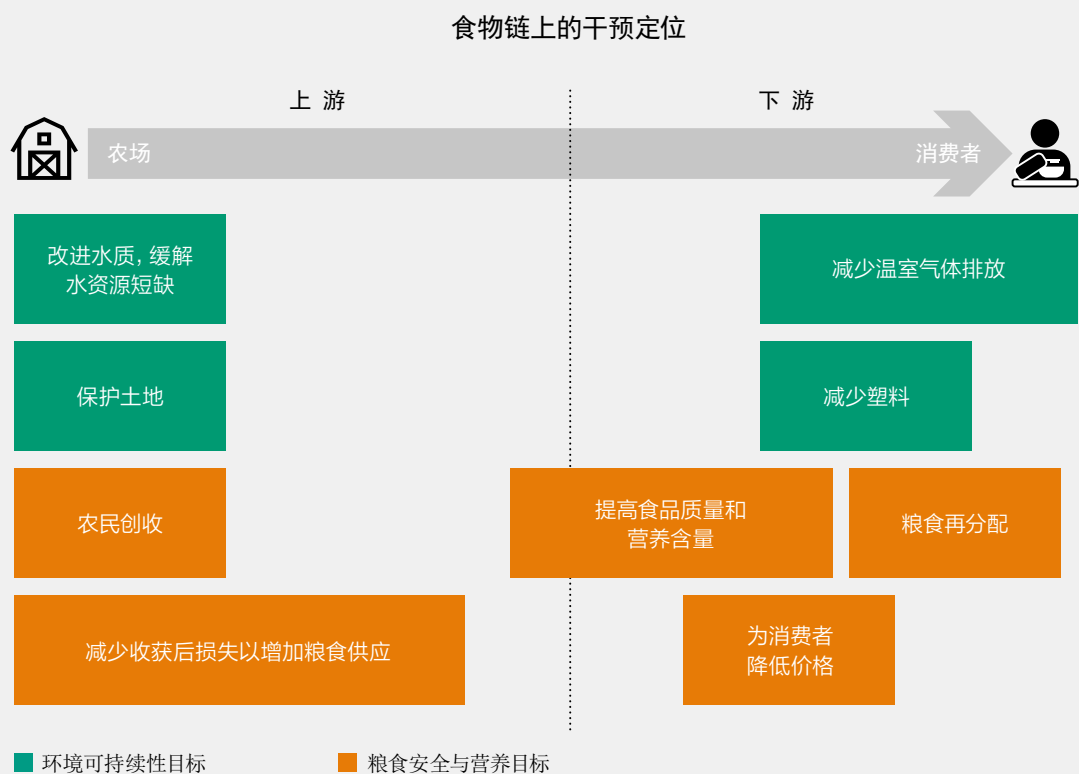 食物链上的干预定位
上 游
下 游
农场
消费者
改进水质，缓解
水资源短缺
减少温室气体排放
保护土地
减少塑料
农民创收
提高食品质量和
营养含量
粮食再分配
减少收获后损失以增加粮食供应
为消费者
降低价格
环境可持续性目标
粮食安全与营养目标